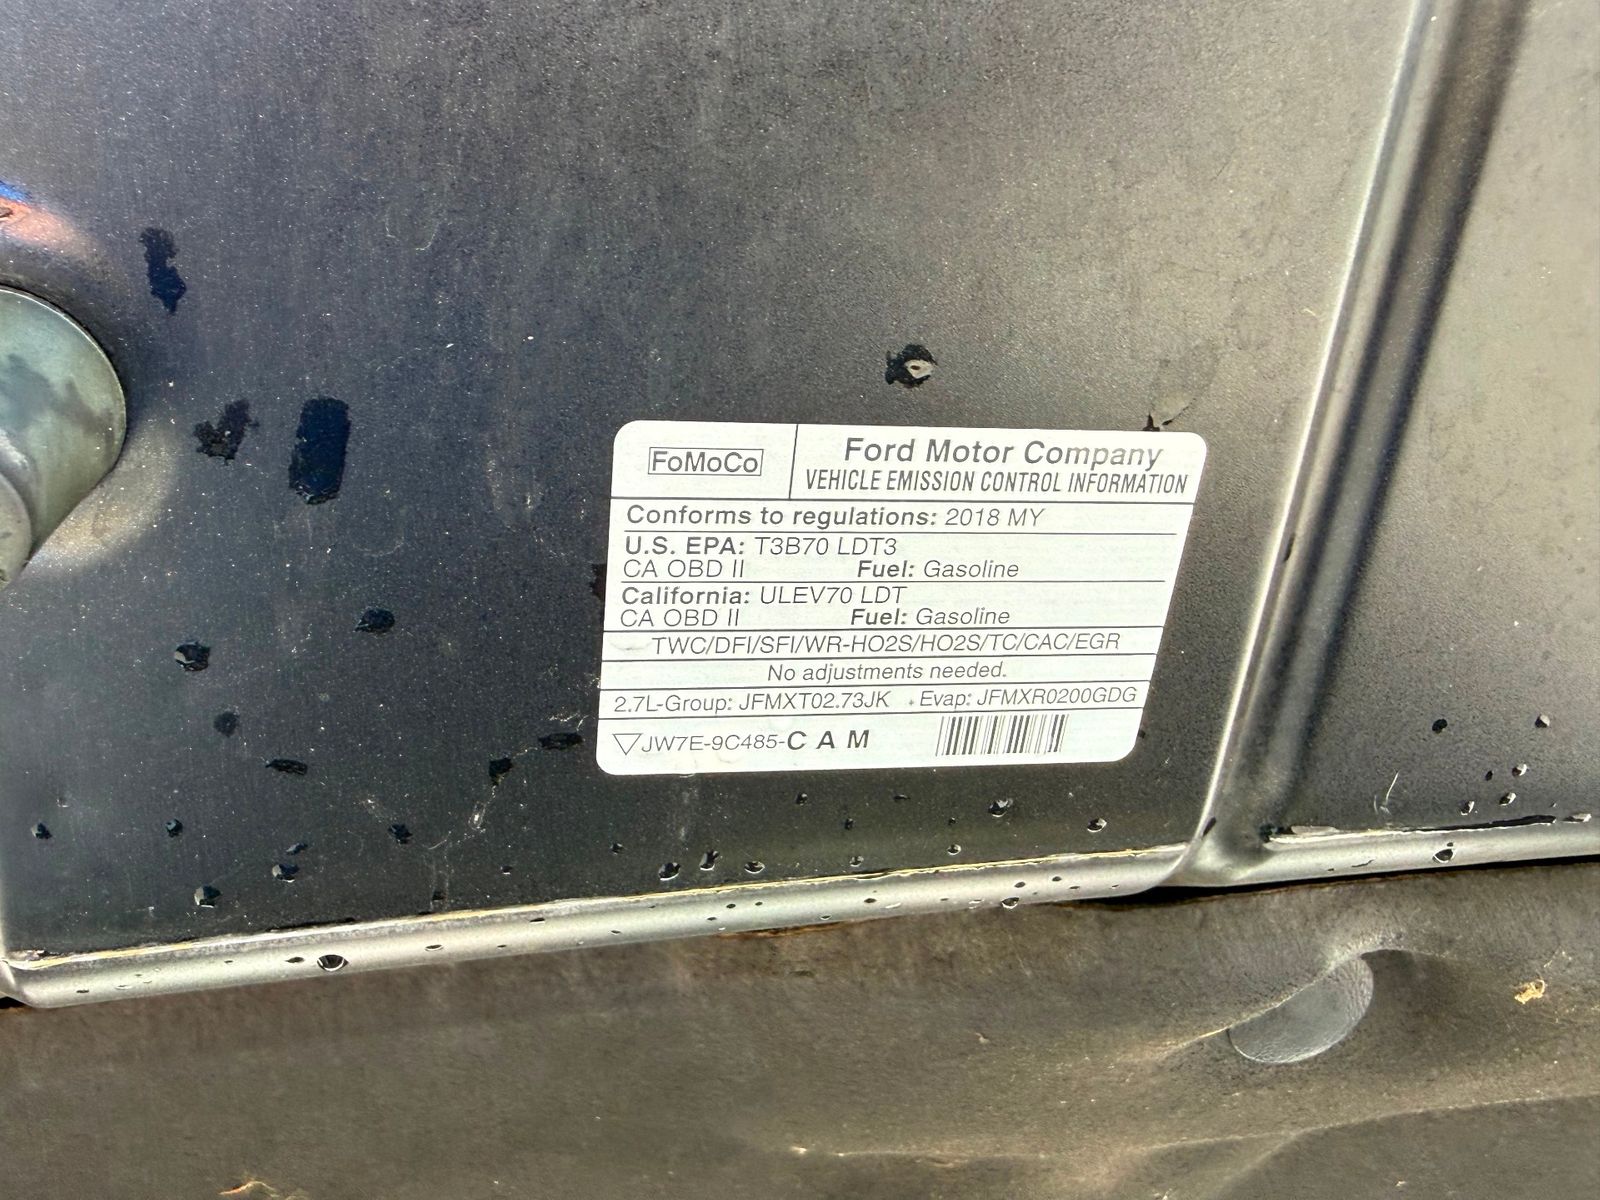 FoMoCo
Ford Motor Company
VEHICLE EMISSION CONTROL INFORMATION
Conforms to regulations: 2018 MY
U.S. EPA: T3B70 LDT3
CA OBD II Fuel: Gasoline
California: ULEV70 LDT
CA OBD II Fuel: Gasoline
TWC/DFI/SFI/WR-HO2S/HO2S/TC/CAC/EGR
No adjustments needed.
2.7L-Group: JFMXT02.73JK Evap: JFMXR0200GDG
JW7E-9C485-C A M